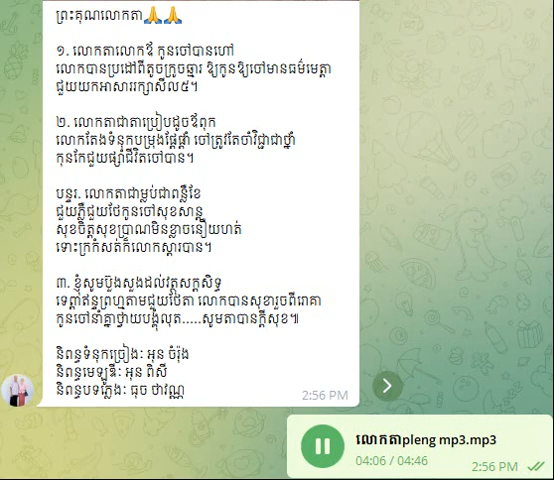 ព្រះគុណលោកតា🙏🙏
១. លោកតាលោកឪ កូនចៅបានហៅ
លោកបានប្រដៅពីតូចក្រូចឆ្មារ ឱ្យកូនឱ្យចៅមានធម៌មេត្តា
ជួយយកអាសាររក្សាសីល៥។
២. លោកតាជាតាប្រៀបដូចឪពុក
លោកតែងទំនុកបម្រុងផ្តែផ្តាំ ចៅត្រូវតែចាំវិជ្ជាជាថ្នាំ
កុនកែជួយផ្សាំជីវិតចៅបាន។
បន្ទរ. លោកតាជាម្លប់ជាពន្លឺខែ
ជួយភ្លឺជួយថែកូនចៅសុខសាន្ត
សុខចិត្តសុខប្រាណមិនខ្លាចនឿយហត់
ទោះក្រក់សត់ក៏លោកស្តារបាន។
៣. ខ្ញុំសូមប្ញួងសួងដល់វត្ថុសក្តសិទ្ធ
ទេព្តាឥន្ទព្រហ្មតាមជួយថែតា លោកបានសុខារួចពីរោគា
កូនចៅនាំគ្នាថ្វាយបង្គំលុត.....សូមតាបានក្តីសុខ៕
និពន្ធទំនុកច្រៀង: អុន ចំរ៉ុង
និពន្ធមេឡូឌី: អុន ពិសី
និពន្ធបទភ្លេង: ធុច ថាវណ្ណ
2:56 PM
លោកតាpleng mp3.mp3
04:06 / 04:46
2:56 PM